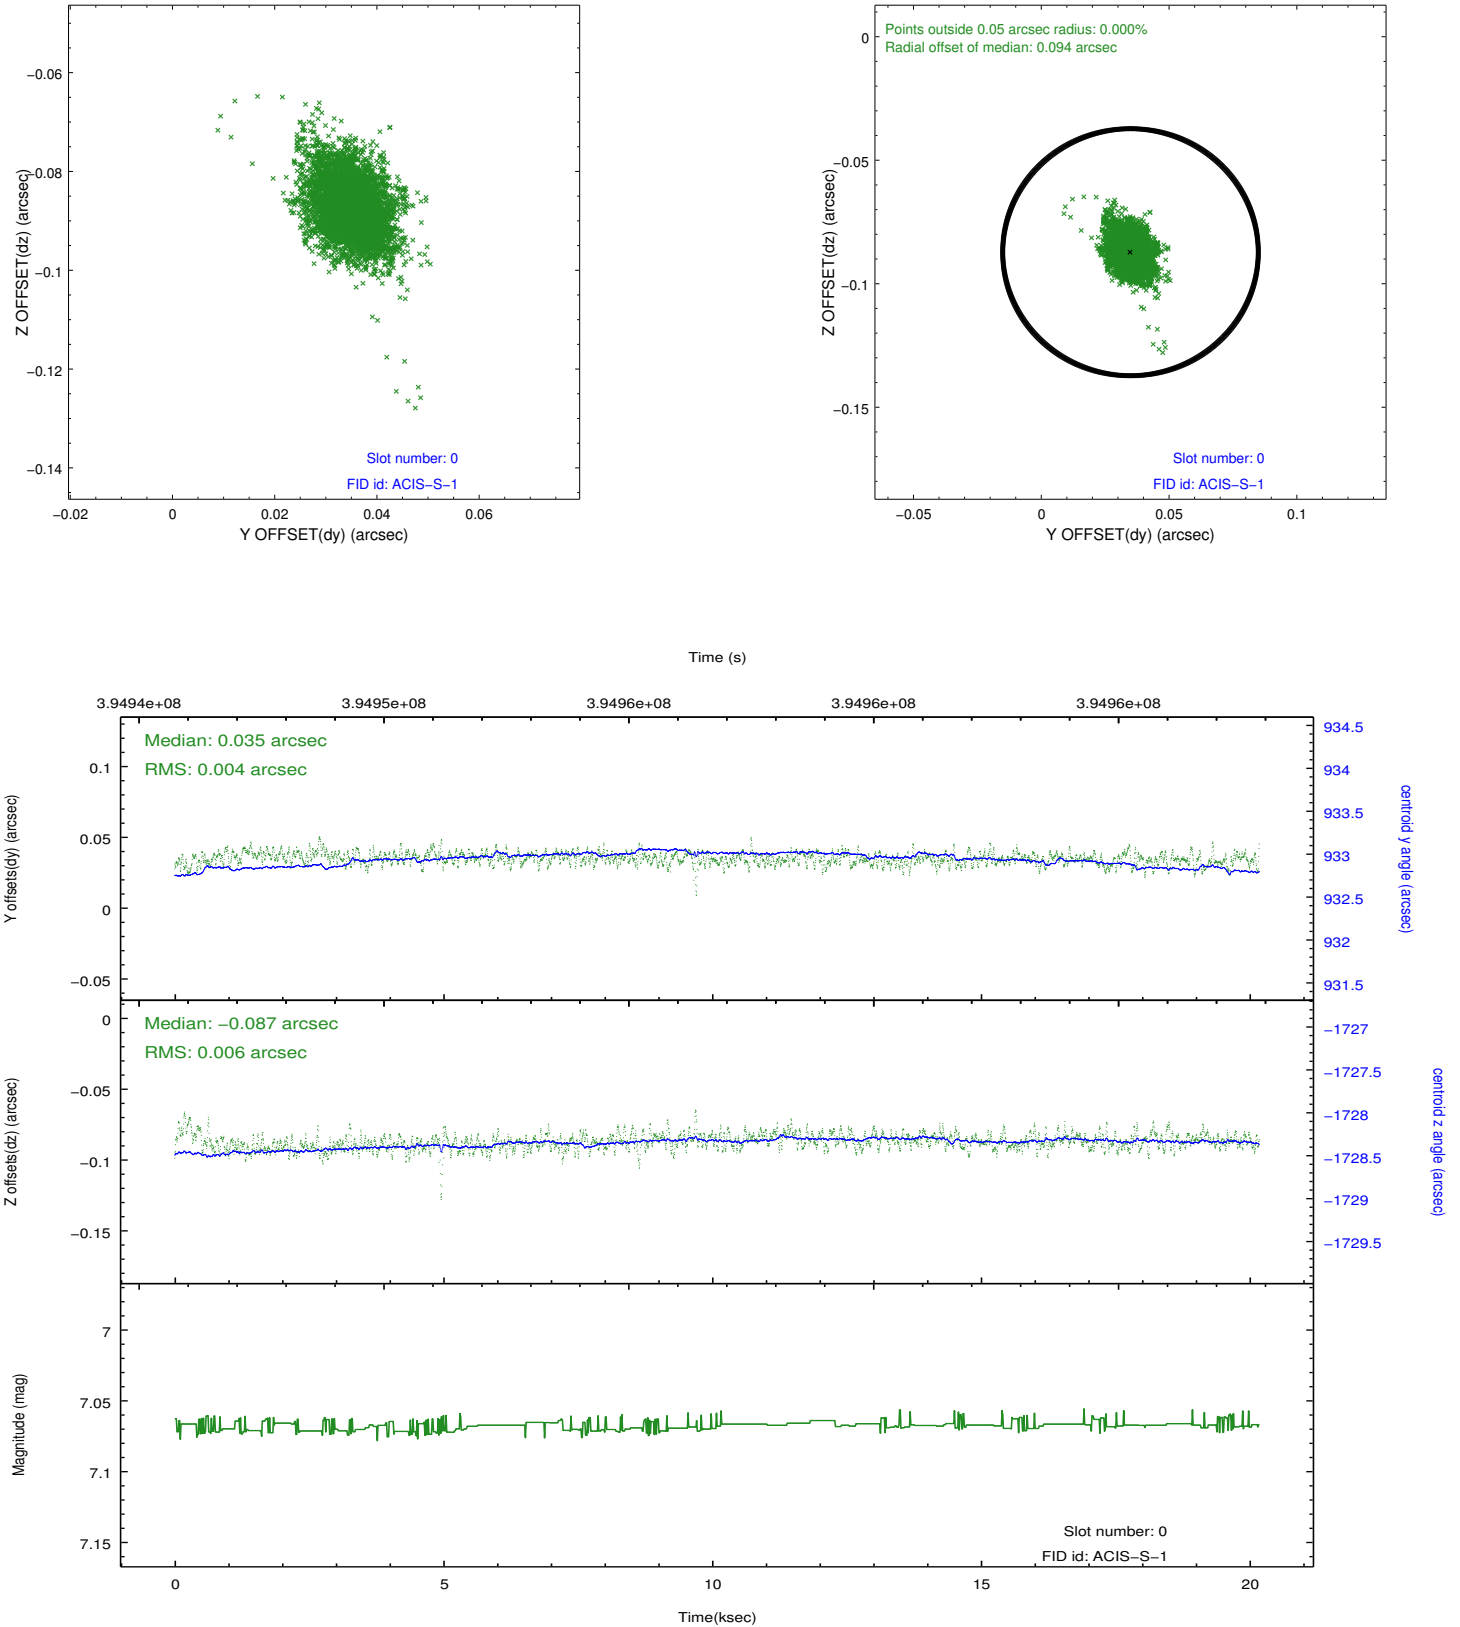 −0.06
−0.08
−0.1
−0.12
−0.14
Z OFFSET(dz) (arcsec)
Slot number: 0
FID id: ACIS−S−1
−0.02 0 0.02 0.04 0.06
Y OFFSET(dy) (arcsec)
Points outside 0.05 arcsec radius: 0.000%
Radial offset of median: 0.094 arcsec
0
−0.05
−0.1
−0.15
Z OFFSET(dz) (arcsec)
Slot number: 0
FID id: ACIS−S−1
−0.05 0 0.05 0.1
Y OFFSET(dy) (arcsec)
Time (s)
3.9494e+08 3.9495e+08 3.9496e+08 3.9496e+08 3.9496e+08
Median: 0.035 arcsec
RMS: 0.004 arcsec
0.1
0.05
0
−0.05
Y offsets(dy) (arcsec)
934.5
934
933.5
933
932.5
932
931.5
centroid y angle (arcsec)
Median: −0.087 arcsec
RMS: 0.006 arcsec
0
−0.05
−0.1
−0.15
Z offsets(dz) (arcsec)
−1727
−1727.5
−1728
−1728.5
−1729
−1729.5
centroid z angle (arcsec)
7
7.05
7.1
7.15
Magnitude (mag)
Slot number: 0
FID id: ACIS−S−1
0 5 10 15 20
Time(ksec)